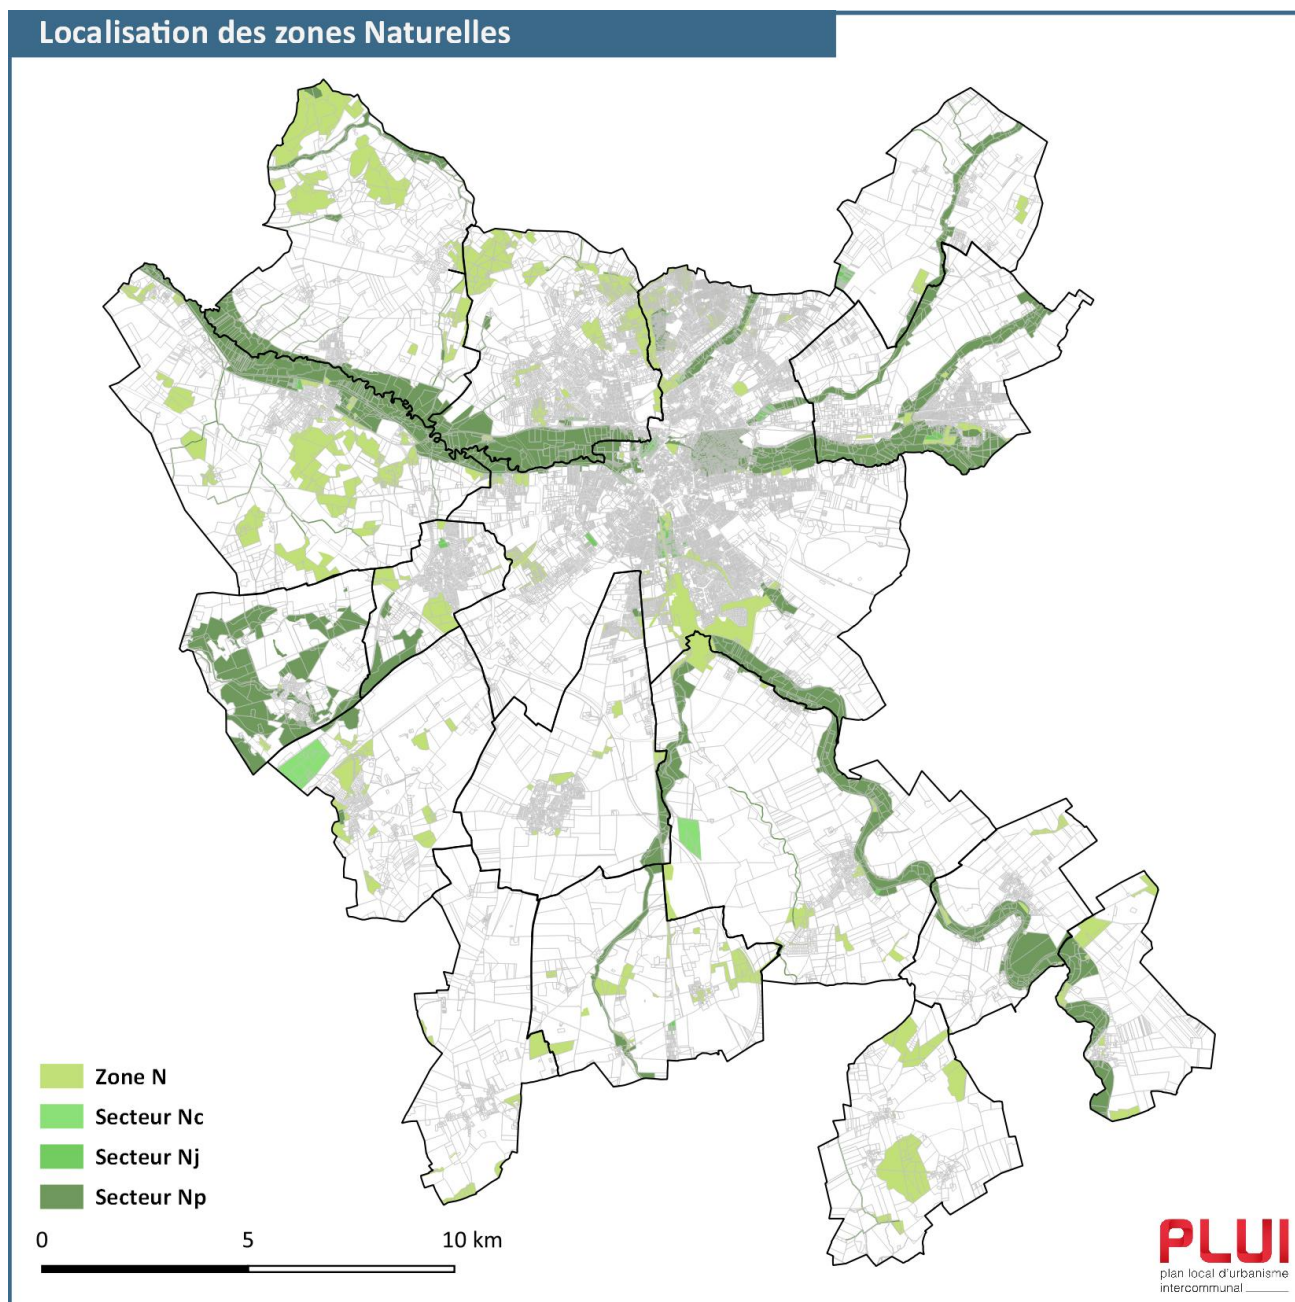 Localisation des zones Naturelles
Zone N
Secteur Nc
Secteur Nj
Secteur Np
0 5 10 km
PLUI
plan local d'urbanisme
intercommunal